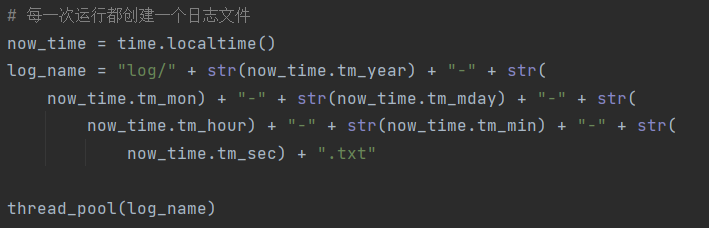 # 每一次运行都创建一个日志文件
now_time = time.localtime()
log_name = "log/" + str(now_time.tm_year) + "-" + str(
    now_time.tm_mon) + "-" + str(now_time.tm_mday) + "-" + str(
        now_time.tm_hour) + "-" + str(now_time.tm_min) + "-" + str(
            now_time.tm_sec) + ".txt"
thread_pool(log_name)